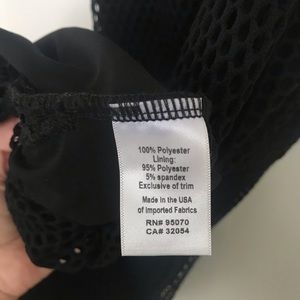 100% Polyester
Lining:
95% Polyester
5% spandex
Exclusive of trim
Made in the USA
of Imported Fabrics
RN# 95070
CA# 32054